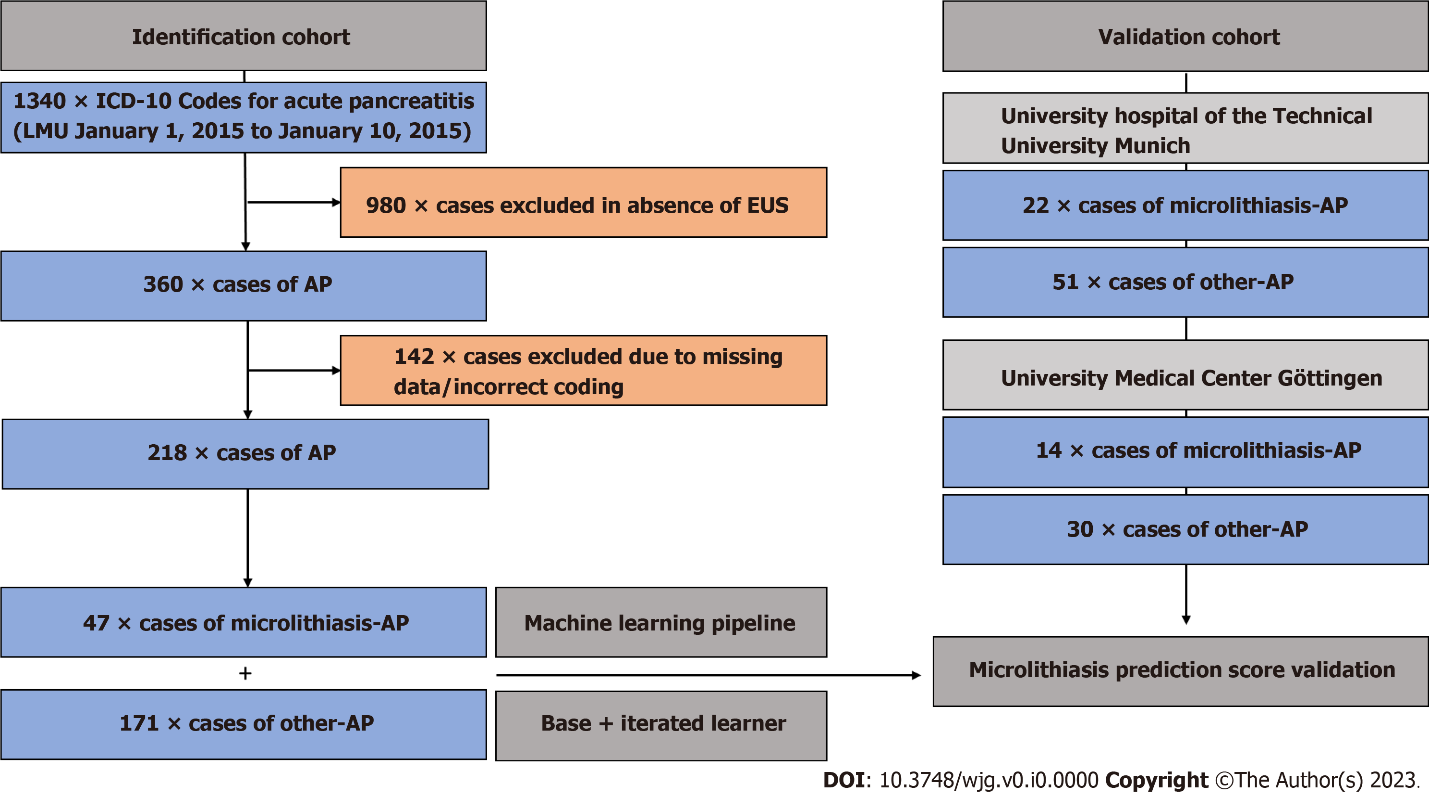 Identification cohort
1340 × ICD-10 Codes for acute pancreatitis
(LMU January 1, 2015 to January 10, 2015)
980 × cases excluded in absence of EUS
360 × cases of AP
142 × cases excluded due to missing
data/incorrect coding
218 × cases of AP
47 × cases of microlithiasis-AP
+
171 × cases of other-AP
Machine learning pipeline
Base + iterated learner
Validation cohort
University hospital of the Technical
University Munich
22 × cases of microlithiasis-AP
51 × cases of other-AP
University Medical Center Göttingen
14 × cases of microlithiasis-AP
30 × cases of other-AP
Microlithiasis prediction score validation
DOI: 10.3748/wjg.v0.i0.0000 Copyright ©The Author(s) 2023.